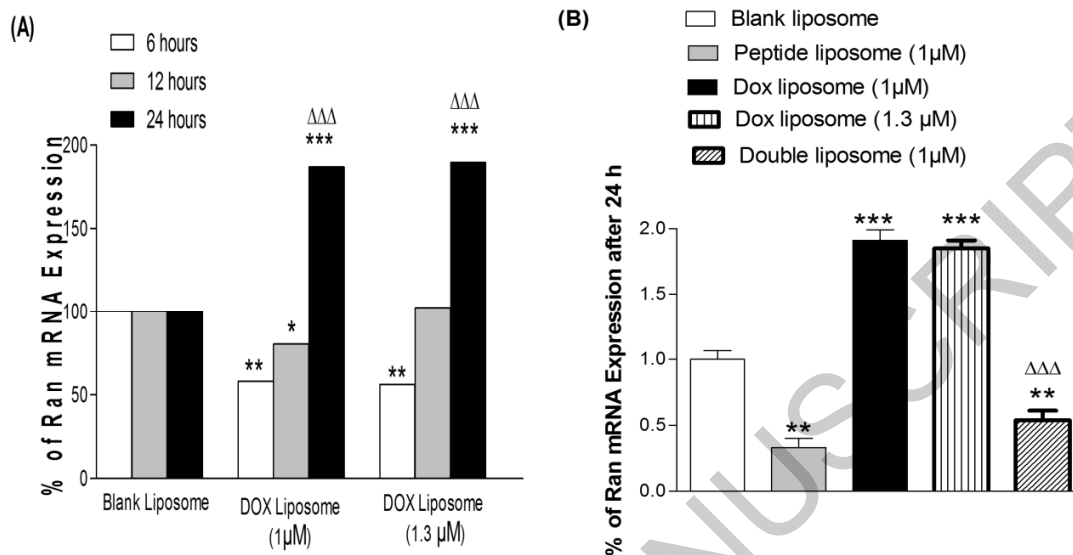 (A)
6 hours
12 hours
24 hours
% of Ran mRNA Expression
200
150
100
50
0
ΔΔΔ
***
ΔΔΔ
***
**
*
**
Blank Liposome
DOX Liposome
(1µM)
DOX Liposome
(1.3 µM)
(B)
Blank liposome
Peptide liposome (1µM)
Dox liposome (1µM)
Dox liposome (1.3 µM)
Double liposome (1µM)
% of Ran mRNA Expression after 24 h
2.0
1.5
1.0
0.5
0.0
**
***
***
ΔΔΔ
**